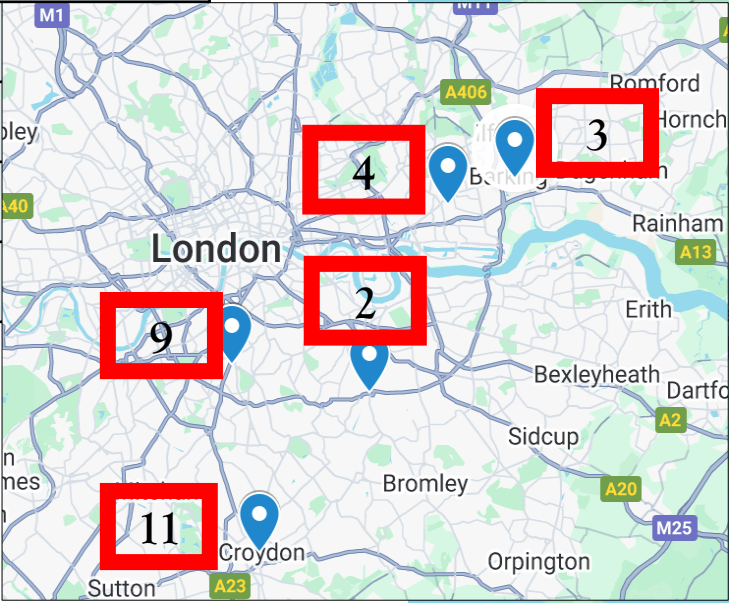 M1
M11
A406
Romford
Hornch
3
4
Barking
Dagenham
A40
Rainham
A13
London
2
Erith
9
Bexleyheath
Dartfo
A2
Sidcup
mes
Bromley
A20
11
M25
Croydon
Orpington
Sutton
A23